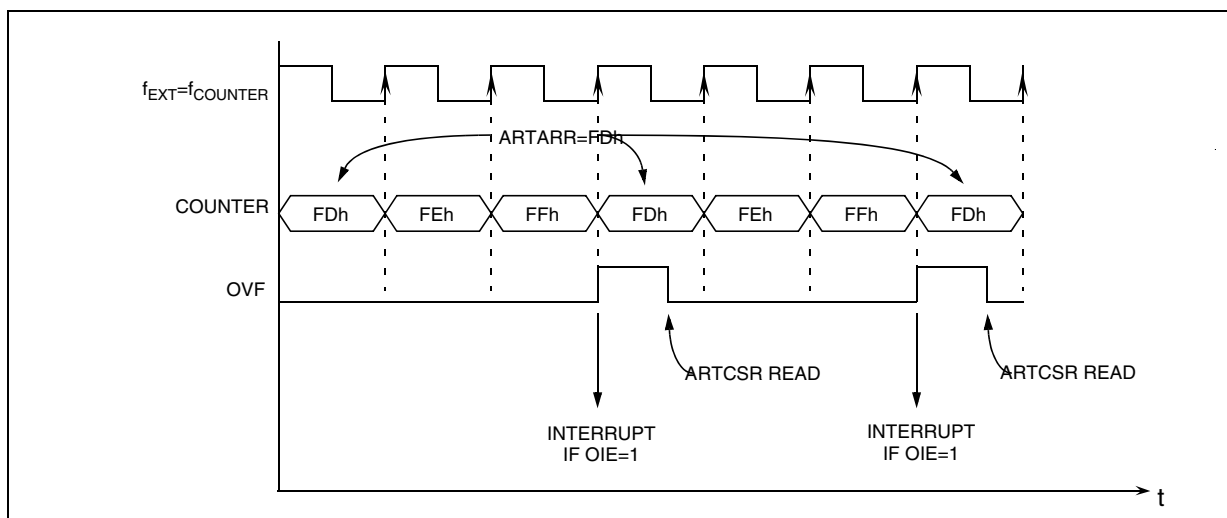 fEXT=fCOUNTER
ARTARR=FDh
COUNTER FDh FEh FFh FDh FEh FFh FDh
OVF
ARTCSR READ ARTCSR READ
INTERRUPT INTERRUPT
IF OIE=1 IF OIE=1
t